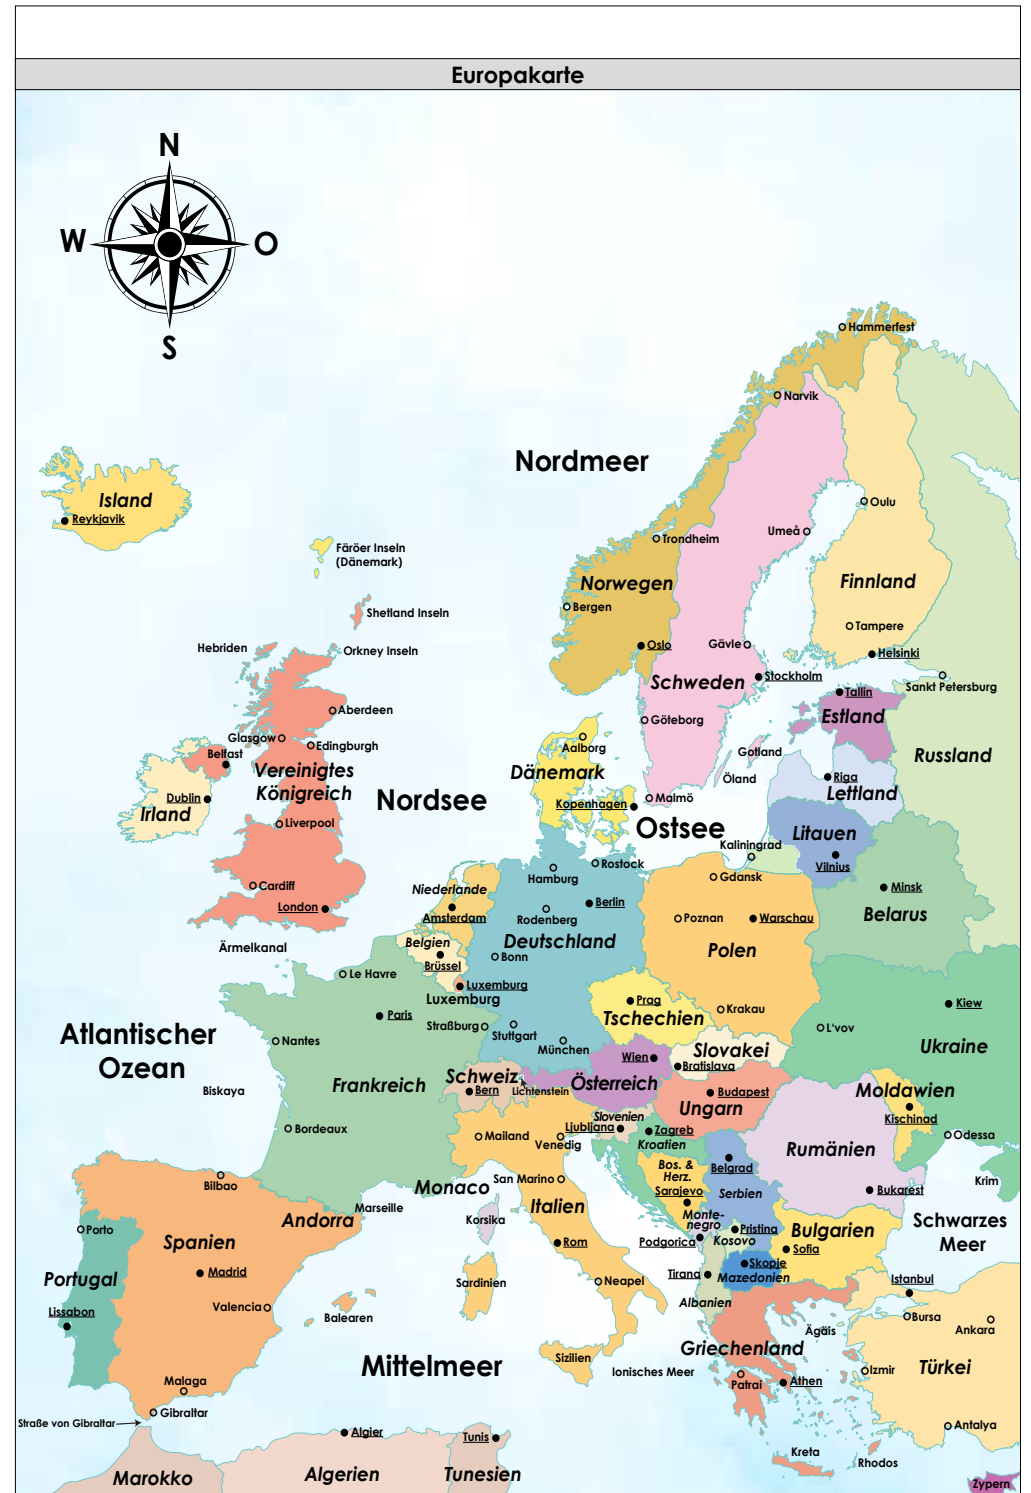 Europakarte
N
W
O
S
Hammerfest
Narvik
Nordmeer
Island
Reykjavik
Oulu
Umeå
Trondheim
Färöer Inseln
(Dänemark)
Norwegen
Finnland
Bergen
Shetland Inseln
Tampere
Hebriden
Orkney Inseln
Oslo
Gävle
Helsinki
Schweden
Stockholm
Sankt Petersburg
Tallin
Aberdeen
Göteborg
Estland
Glasgow
Edingburgh
Aalborg
Gotland
Russland
Belfast
Vereinigtes
Königreich
Dänemark
Öland
Riga
Lettland
Dublin
Irland
Nordsee
Kopenhagen
Malmö
Liverpool
Ostsee
Litauen
Kaliningrad
Vilnius
Rostock
Hamburg
Gdansk
Cardiff
Niederlande
Minsk
London
Amsterdam
Rodenberg
Berlin
Poznan
Warschau
Belarus
Ärmelkanal
Belgien
Deutschland
Polen
Brüssel
Bonn
Le Havre
Luxemburg
Luxemburg
Prag
Kiew
Paris
Tschechien
Krakau
Straßburg
Stuttgart
L'vov
Atlantischer
Ozean
Nantes
München
Wien
Slovakei
Ukraine
Bratislava
Frankreich
Schweiz
Österreich
Biskaya
Bern
Liechtenstein
Budapest
Moldawien
Ungarn
Kischinad
Slovenien
Bordeaux
Ljubljana
Zagreb
Mailand
Venedig
Kroatien
Rumänien
Odessa
Bos. &
Herz.
Belgrad
Bilbao
San Marino
Krim
Monaco
Sarajevo
Serbien
Bukarest
Marseille
Andorra
Korsika
Italien
Monte-
negro
Porto
Pristina
Bulgarien
Schwarzes
Meer
Spanien
Rom
Podgorica
Kosovo
Sofia
Madrid
Skopje
Portugal
Sardinien
Neapel
Tirana
Mazedonien
Istanbul
Lissabon
Valencia
Balearen
Albanien
Bursa
Ankara
Ägäis
Griechenland
Mittelmeer
Sizilien
Ionisches Meer
Izmir
Türkei
Malaga
Patrai
Athen
Gibraltar
Straße von Gibraltar
Antalya
Algier
Tunis
Kreta
Rhodos
Marokko
Algerien
Tunesien
Zypern